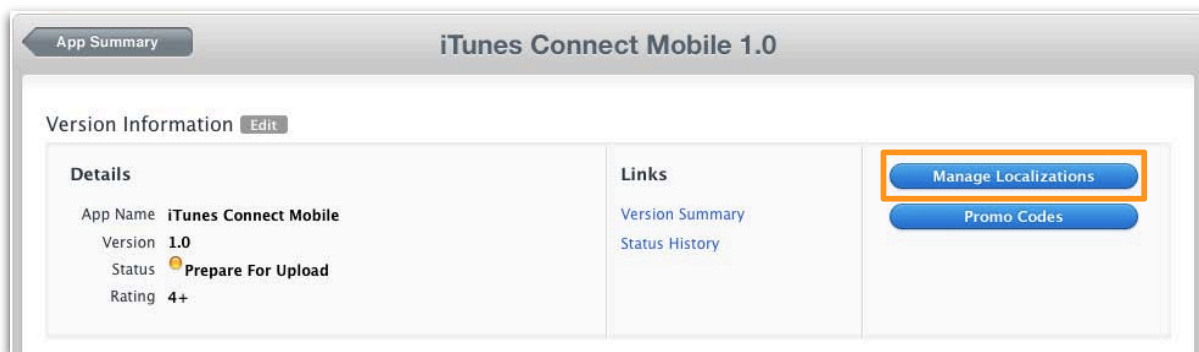 App Summary
iTunes Connect Mobile 1.0
Version Information Edit
Details
App Name iTunes Connect Mobile
Version 1.0
Status Prepare For Upload
Rating 4+
Links
Version Summary
Status History
Manage Localizations
Promo Codes